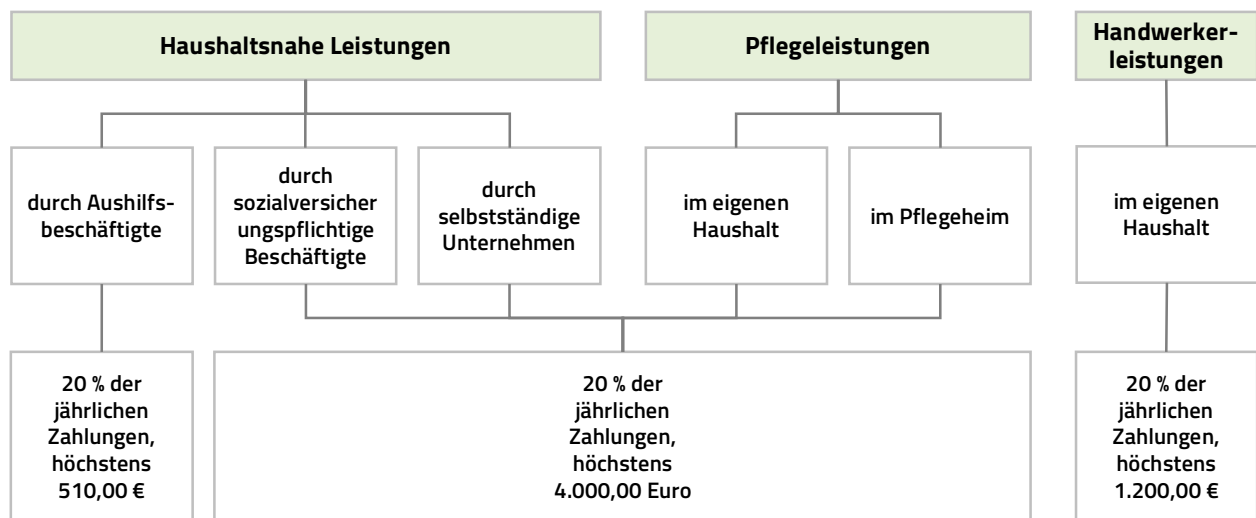 Haushaltsnahe Leistungen
Pflegeleistungen
Handwerker-
leistungen
durch Aushilfs-
beschäftigte
durch
sozialversicher
ungspflichtige
Beschäftigte
durch
selbstständige
Unternehmen
im eigenen
Haushalt
im Pflegeheim
im eigenen
Haushalt
20 % der
jährlichen
Zahlungen,
höchstens
510,00 €
20 % der
jährlichen
Zahlungen,
höchstens
4.000,00 Euro
20 % der
jährlichen
Zahlungen,
höchstens
1.200,00 €